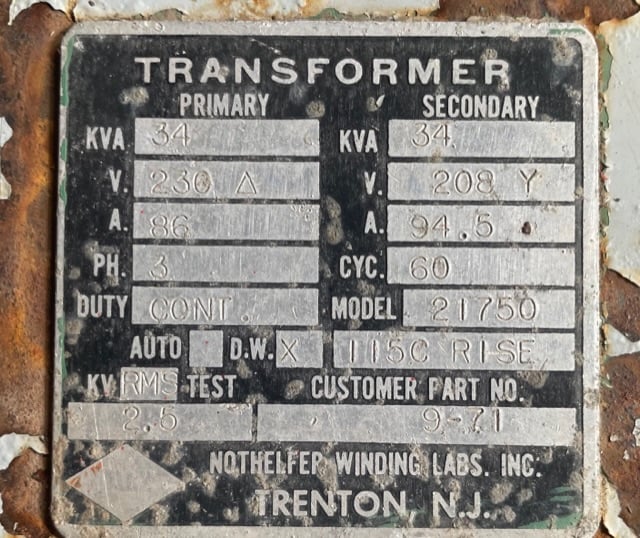 TRANSFORMER
PRIMARY SECONDARY
KVA 34 KVA 34
V. 230 Δ V. 208 Y
A. 86 A. 94.5
PH. 3 CYC. 60
DUTY CONT. MODEL 21750
AUTO D.W. X 115C RISE
KV RMS TEST CUSTOMER PART NO.
2.5 9-71
NOTHELFER WINDING LABS. INC.
TRENTON, N.J.